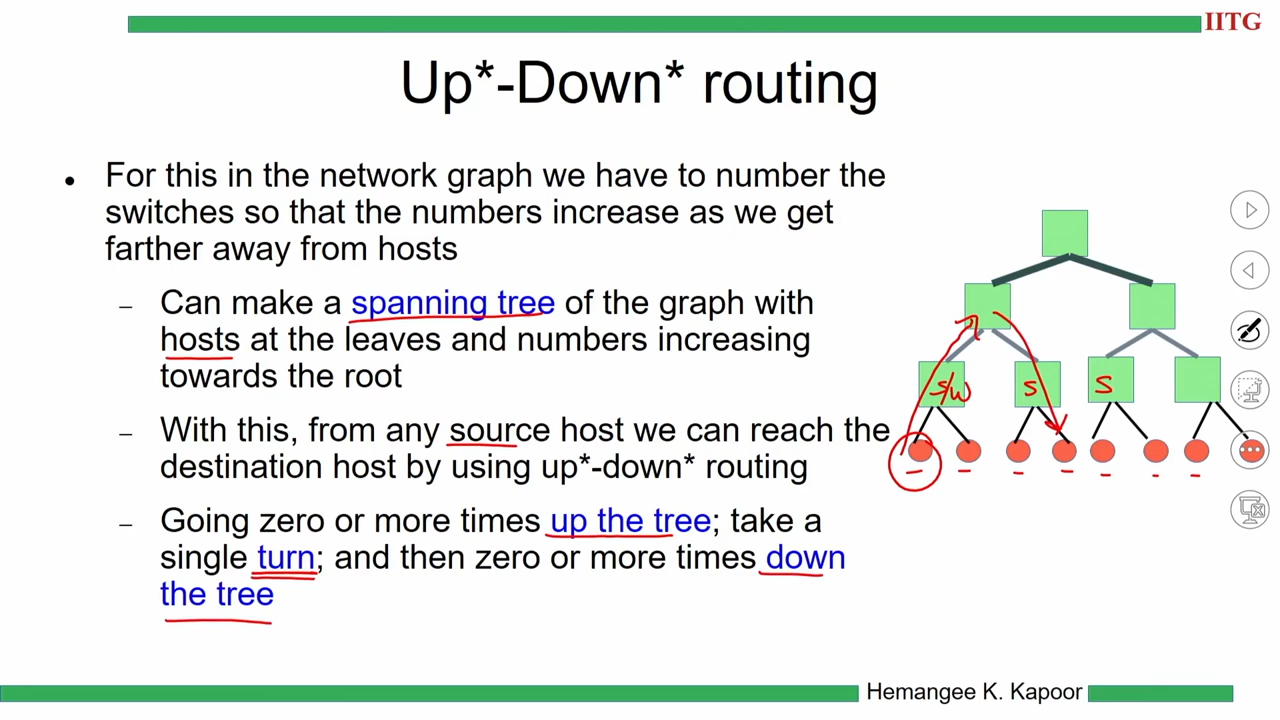 IITG
Up*-Down* routing
• For this in the network graph we have to number the
switches so that the numbers increase as we get
farther away from hosts
– Can make a spanning tree of the graph with
hosts at the leaves and numbers increasing
towards the root
– With this, from any source host we can reach the
destination host by using up*-down* routing
– Going zero or more times up the tree; take a
single turn; and then zero or more times down
the tree
S/W
S
S
Hemangee K. Kapoor